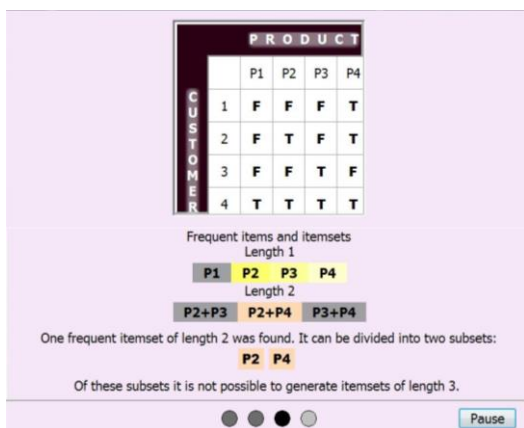 PRODUCT
P1 P2 P3 P4
CUSTOMER
1 F F F T
2 F T F T
3 F F T F
4 T T T T
Frequent items and itemsets
Length 1
P1 P2 P3 P4
Length 2
P2+P3 P2+P4 P3+P4
One frequent itemset of length 2 was found. It can be divided into two subsets:
P2 P4
Of these subsets it is not possible to generate itemsets of length 3.
Pause